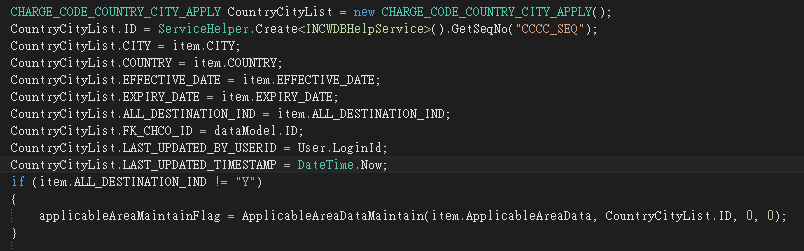 CHARGE_CODE_COUNTRY_CITY_APPLY CountryCityList = new CHARGE_CODE_COUNTRY_CITY_APPLY();
CountryCityList.ID = ServiceHelper.Create<INCWDBHelpService>().GetSeqNo("CCCC_SEQ");
CountryCityList.CITY = item.CITY;
CountryCityList.COUNTRY = item.COUNTRY;
CountryCityList.EFFECTIVE_DATE = item.EFFECTIVE_DATE;
CountryCityList.EXPIRY_DATE = item.EXPIRY_DATE;
CountryCityList.ALL_DESTINATION_IND = item.ALL_DESTINATION_IND;
CountryCityList.FK_CHCO_ID = dataModel.ID;
CountryCityList.LAST_UPDATED_BY_USERID = User.LoginId;
CountryCityList.LAST_UPDATED_TIMESTAMP = DateTime.Now;
if (item.ALL_DESTINATION_IND != "Y")
{
    applicableAreaMaintainFlag = ApplicableAreaDataMaintain(item.ApplicableAreaData, CountryCityList.ID, 0, 0);
}